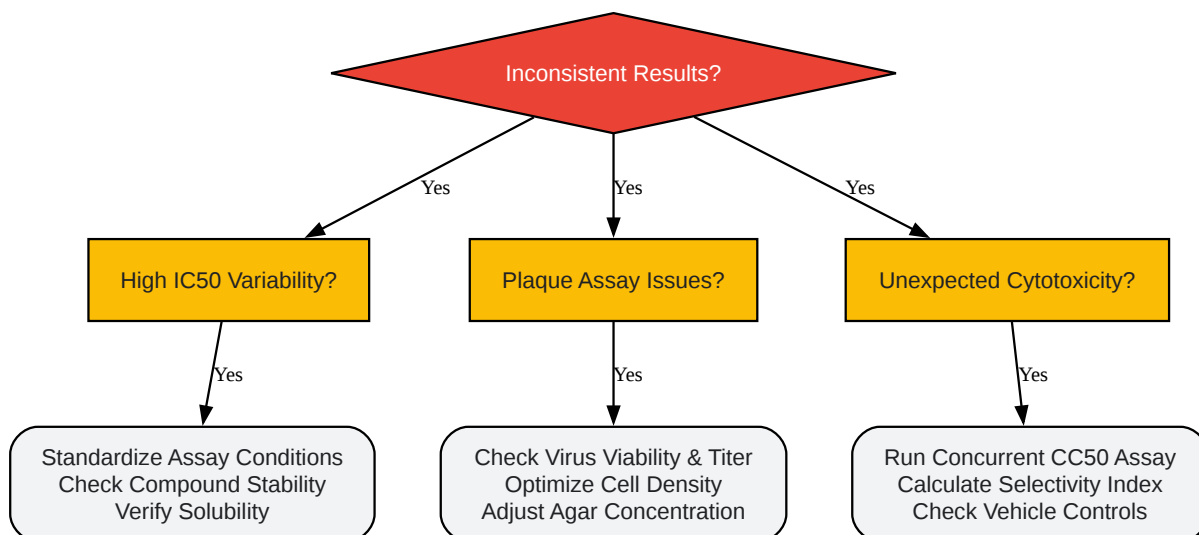 Inconsistent Results?
Yes
Yes
Yes
High IC50 Variability?
Plaque Assay Issues?
Unexpected Cytotoxicity?
Yes
Yes
Yes
Standardize Assay Conditions
Check Compound Stability
Verify Solubility
Check Virus Viability & Titer
Optimize Cell Density
Adjust Agar Concentration
Run Concurrent CC50 Assay
Calculate Selectivity Index
Check Vehicle Controls